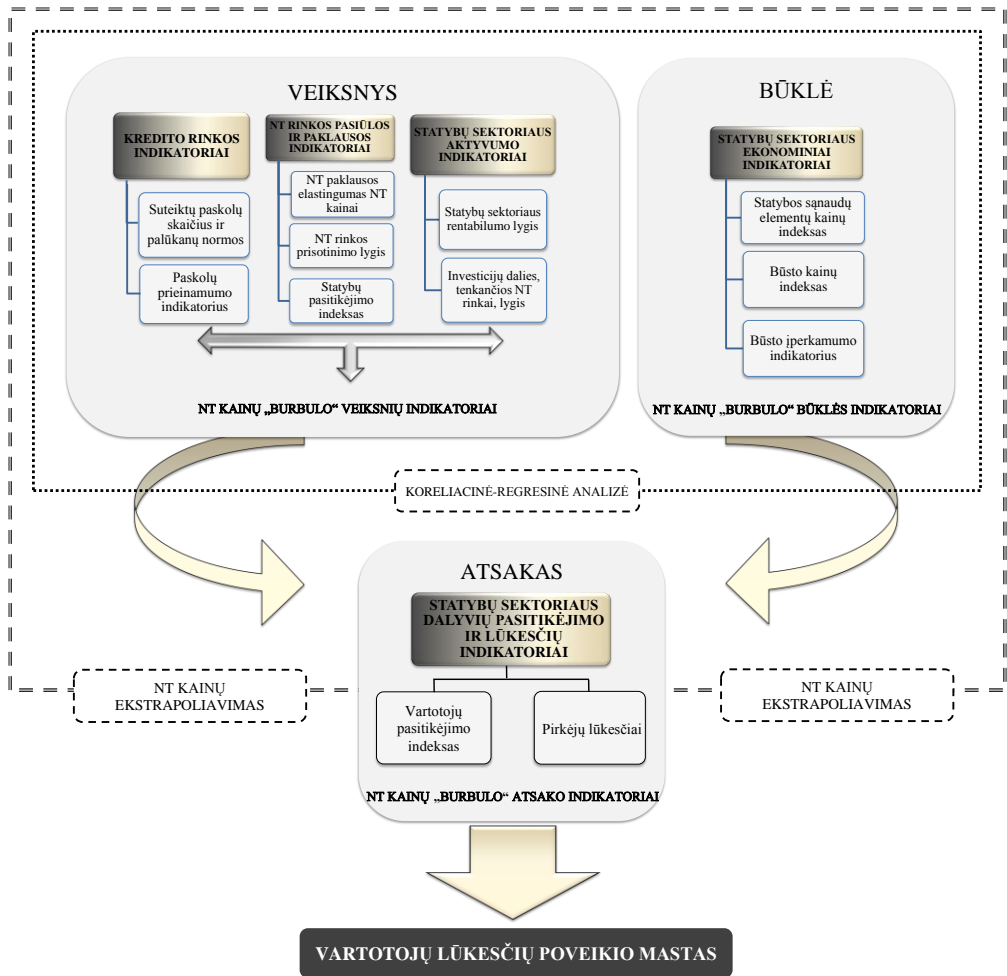 VEIKSNYS
KREDITO RINKOS
INDIKATORIAI
Suteiktų paskolų
skaičius ir
palūkanų normos
Paskolų
prieinamumo
indikatorius
NT RINKOS PASIŪLOS
IR PAKLAUSOS
INDIKATORIAI
NT paklausos
elastingumas NT
kainai
NT rinkos
prisotinimo lygis
Statybų
pasitikėjimo
indeksas
STATYBŲ SEKTORIAUS
AKTYVUMO
INDIKATORIAI
Statybų sektoriaus
rentabilumo lygis
Investicijų dalies,
tenkančios NT
rinkai, lygis
NT KAINŲ „BURBULO“ VEIKSNIŲ INDIKATORIAI
BŪKLĖ
STATYBŲ SEKTORIAUS
EKONOMINIAI
INDIKATORIAI
Statybos sąnaudų
elementų kainų
indeksas
Būsto kainų
indeksas
Būsto įperkamumo
indikatorius
NT KAINŲ „BURBULO“ BŪKLĖS INDIKATORIAI
KORELIACINĖ-REGRESINĖ ANALIZĖ
ATSAKAS
STATYBŲ SEKTORIAUS
DALYVIŲ PASITIKĖJIMO
IR LŪKESČIŲ
INDIKATORIAI
Vartotojų
pasitikėjimo
indeksas
Pirkėjų lūkesčiai
NT KAINŲ „BURBULO“ ATSAKO INDIKATORIAI
NT KAINŲ
EKSTRAPOLIAVIMAS
NT KAINŲ
EKSTRAPOLIAVIMAS
VARTOTOJŲ LŪKESČIŲ POVEIKIO MASTAS